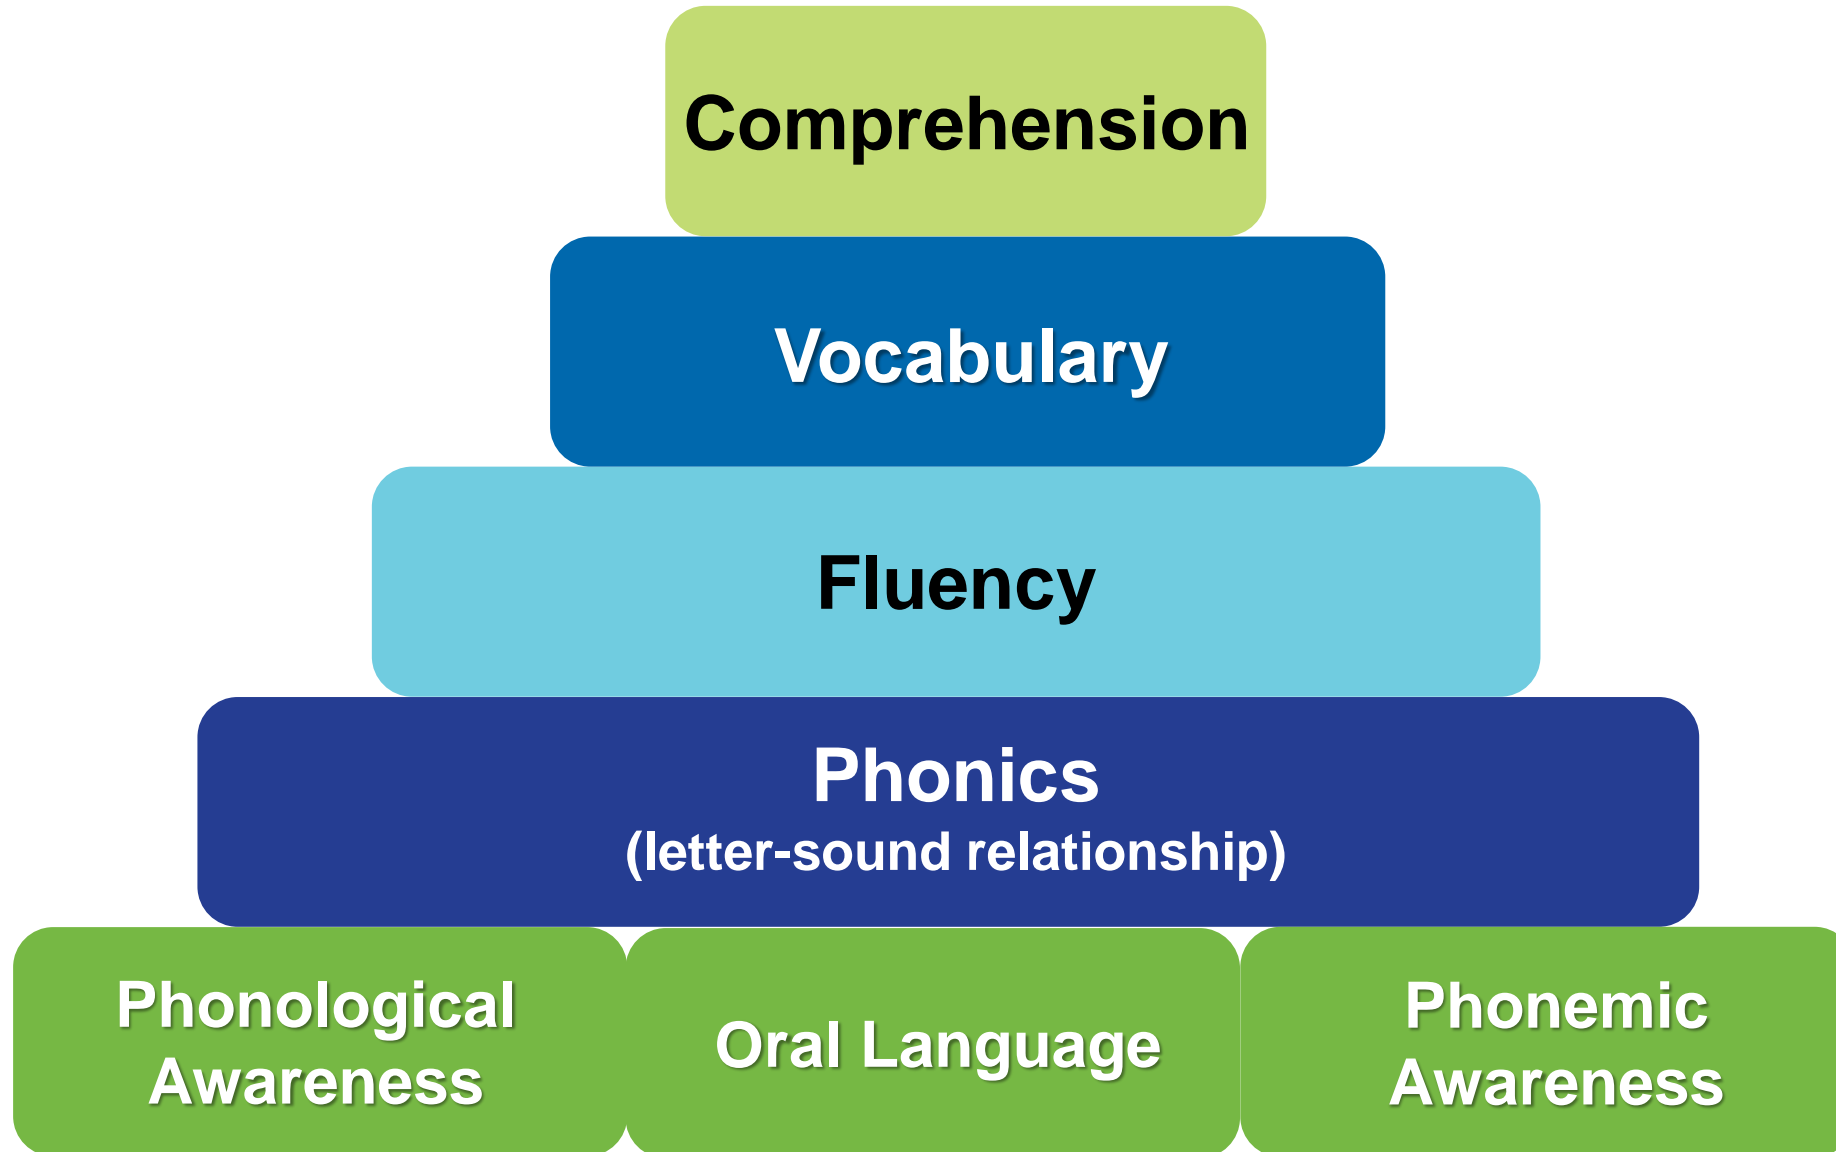 Comprehension
Vocabulary
Fluency
Phonics
(letter-sound relationship)
Phonological
Awareness
Oral Language
Phonemic
Awareness